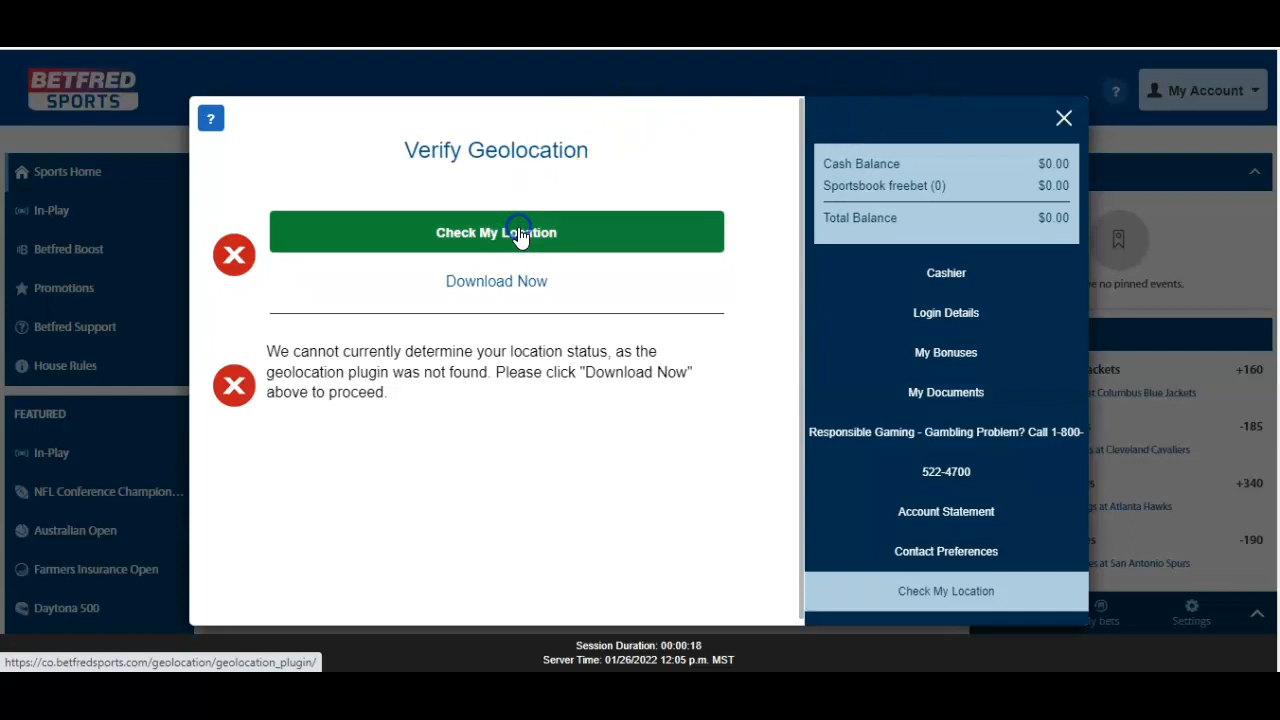 BETFRED
SPORTS
?
My Account
?
Verify Geolocation
Check My Location
Download Now
We cannot currently determine your location status, as the
geolocation plugin was not found. Please click "Download Now"
above to proceed.
Cash Balance $0.00
Sportsbook freebet (0) $0.00
Total Balance $0.00
Cashier
Login Details
My Bonuses
My Documents
Responsible Gaming - Gambling Problem? Call 1-800-
522-4700
Account Statement
Contact Preferences
Check My Location
Sports Home
In-Play
Betfred Boost
Promotions
Betfred Support
House Rules
FEATURED
In-Play
NFL Conference Champion...
Australian Open
Farmers Insurance Open
Daytona 500
no pinned events.
+160
at Columbus Blue Jackets
-185
at Cleveland Cavaliers
+340
at Atlanta Hawks
-190
at San Antonio Spurs
bets
Settings
Session Duration: 00:00:18
Server Time: 01/26/2022 12:05 p.m. MST
https://co.betfredsports.com/geolocation/geolocation_plugin/